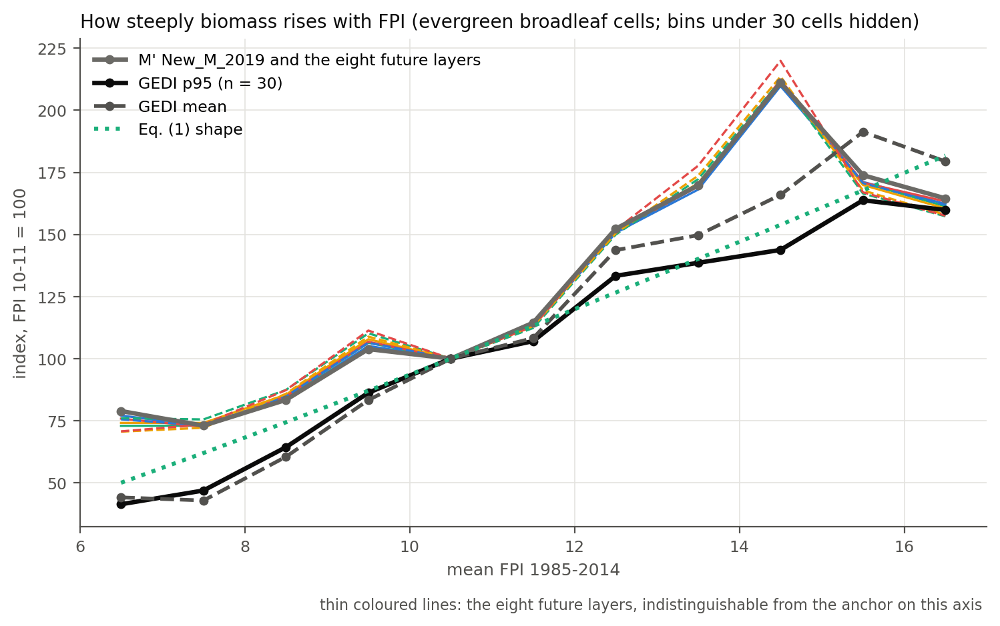 How steeply biomass rises with FPI (evergreen broadleaf cells; bins under 30 cells hidden)
M' New_M_2019 and the eight future layers
GEDI p95 (n = 30)
GEDI mean
Eq. (1) shape
index, FPI 10-11 = 100
225
200
175
150
125
100
75
50
6
8
10
12
14
16
mean FPI 1985-2014
thin coloured lines: the eight future layers, indistinguishable from the anchor on this axis